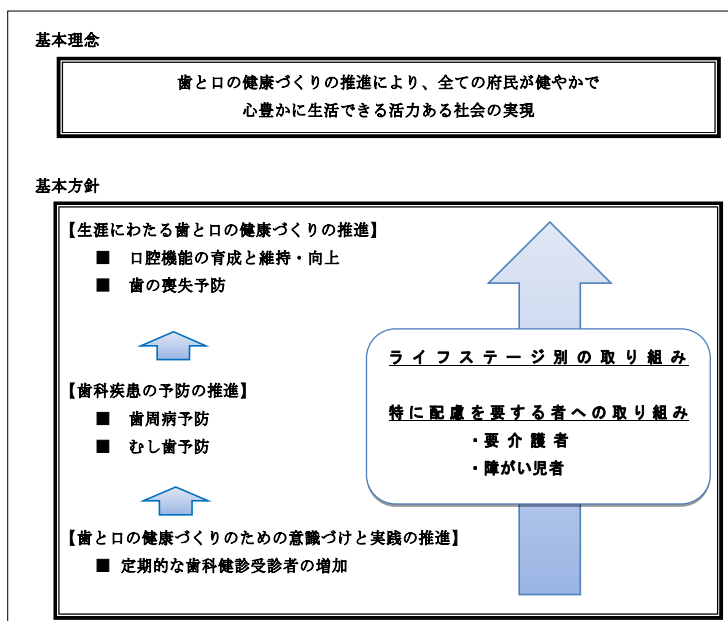 基本理念
歯と口の健康づくりの推進により、全ての府民が健やかで
心豊かに生活できる活力ある社会の実現
基本方針
【生涯にわたる歯と口の健康づくりの推進】
■ 口腔機能の育成と維持・向上
■ 歯の喪失予防
【歯科疾患の予防の推進】
■ 歯周病予防
■ むし歯予防
【歯と口の健康づくりのための意識づけと実践の推進】
■ 定期的な歯科健診受診者の増加
ライフステージ別の取り組み
特に配慮を要する者への取り組み
・要介護者
・障がい児者